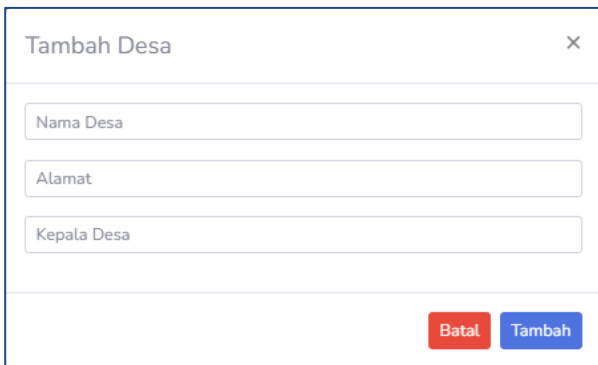 Tambah Desa ×
Nama Desa
Alamat
Kepala Desa
Batal Tambah